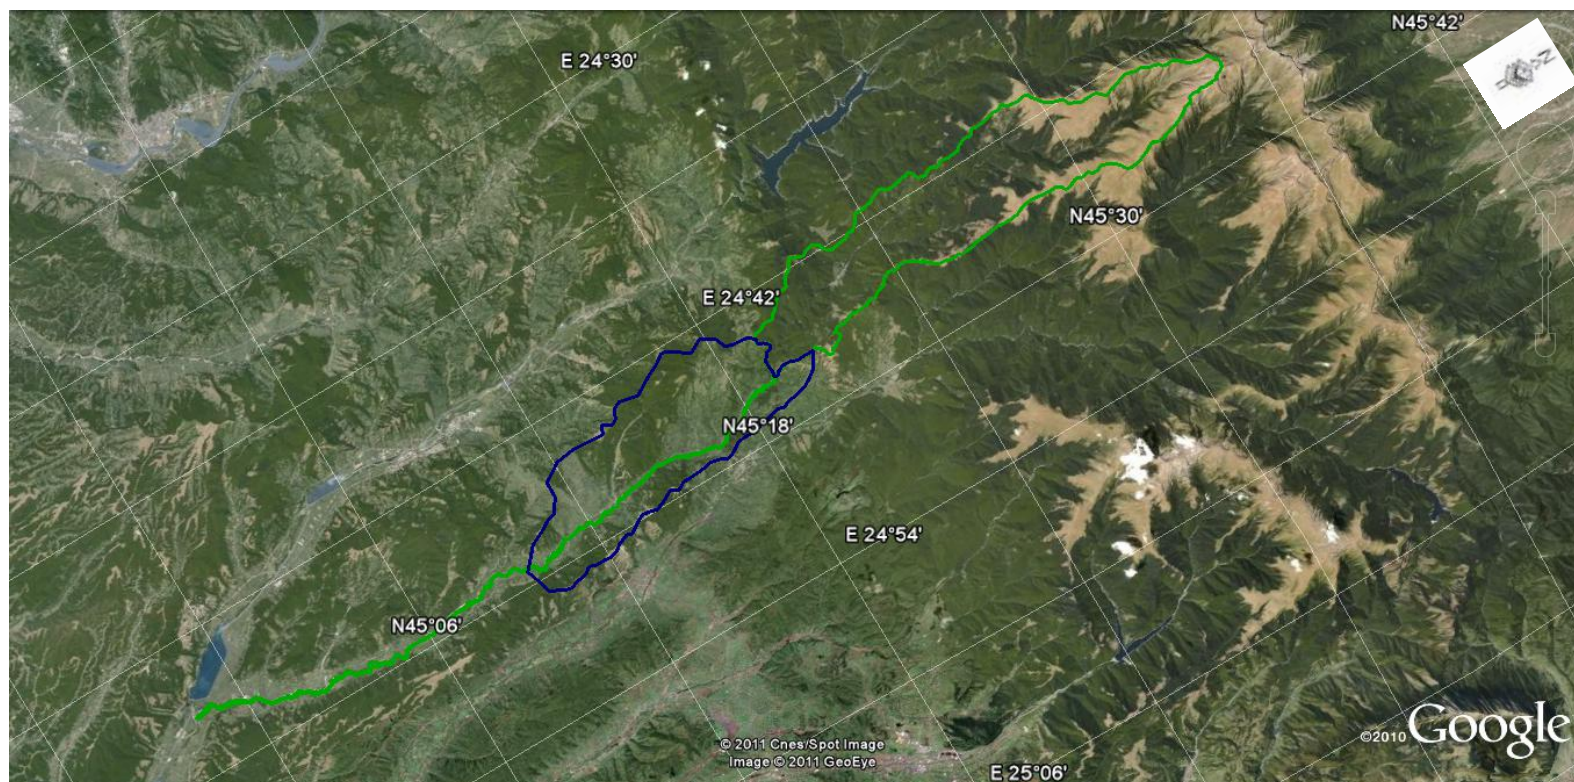 N45°42'
E 24°30'
N45°30'
E 24°42'
N45°18'
E 24°54'
N45°06'
© 2011 Cnes/Spot Image
Image © 2011 GeoEye
©2010 Google
E 25°06'